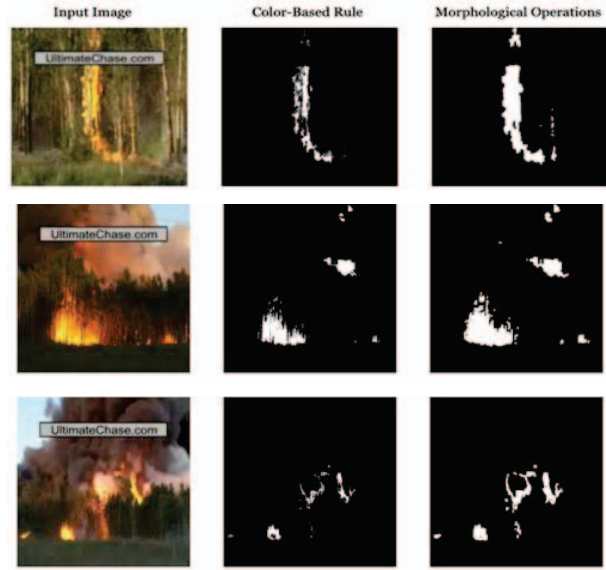 Input Image
Color-Based Rule
Morphological Operations
UltimateChase.com
UltimateChase.com
UltimateChase.com